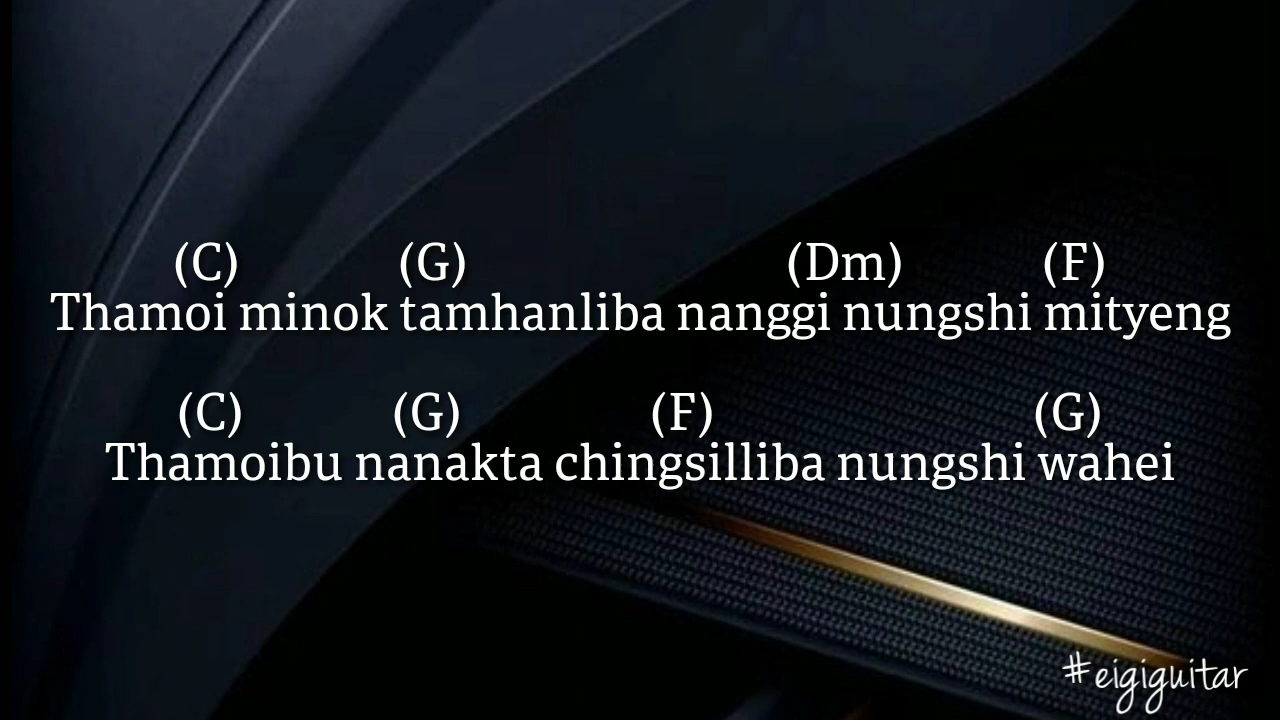 (C) (G) (Dm) (F)
Thamoi minok tamhanliba nanggi nungshi mityeng
(C) (G) (F) (G)
Thamoibu nanakta chingsilliba nungshi wahei
#eigiguitar